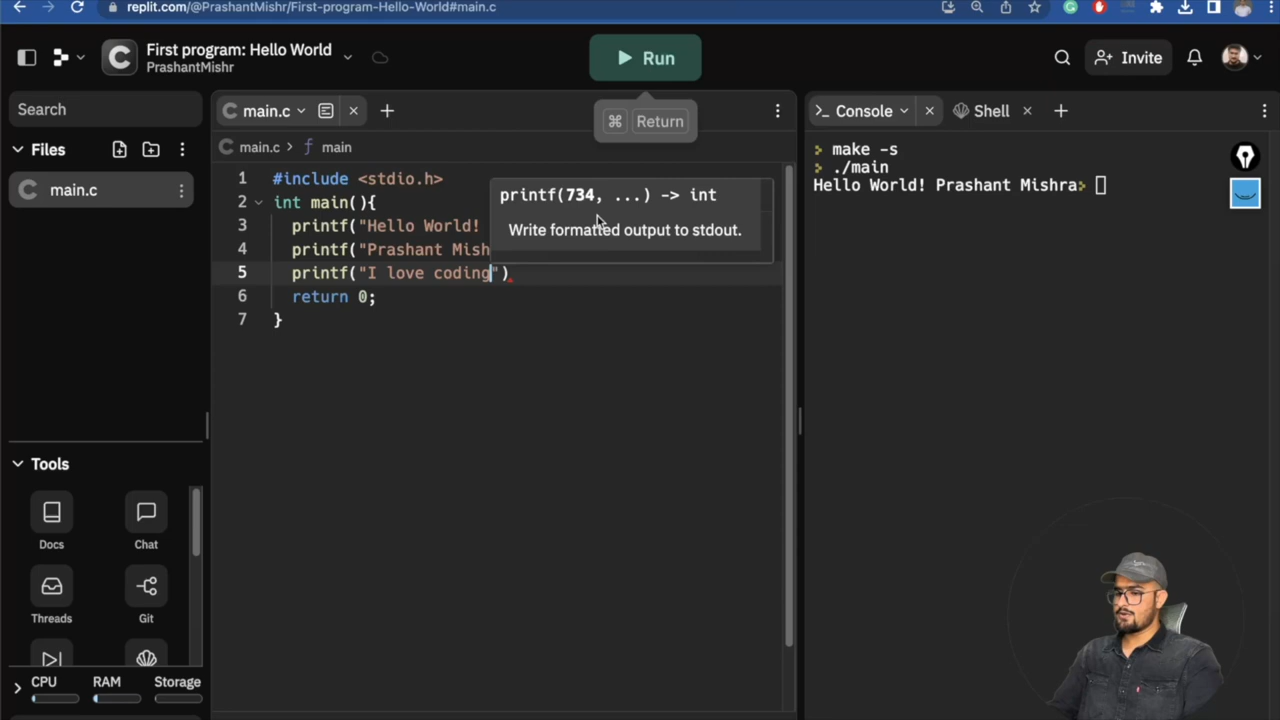 replit.com/@PrashantMishr/First-program-Hello-World#main.c
First program: Hello World
PrashantMishr
Run
Invite
⌘ Return
Search
Files
main.c
main.c
main.c > main
1 #include <stdio.h>
2 int main(){
3 printf("Hello World!
4 printf("Prashant Mish
5 printf("I love coding")
6 return 0;
7 }
printf(734, ...) -> int
Write formatted output to stdout.
Console
Shell
make -s
./main
Hello World! Prashant Mishra
Tools
Docs
Chat
Threads
Git
CPU
RAM
Storage